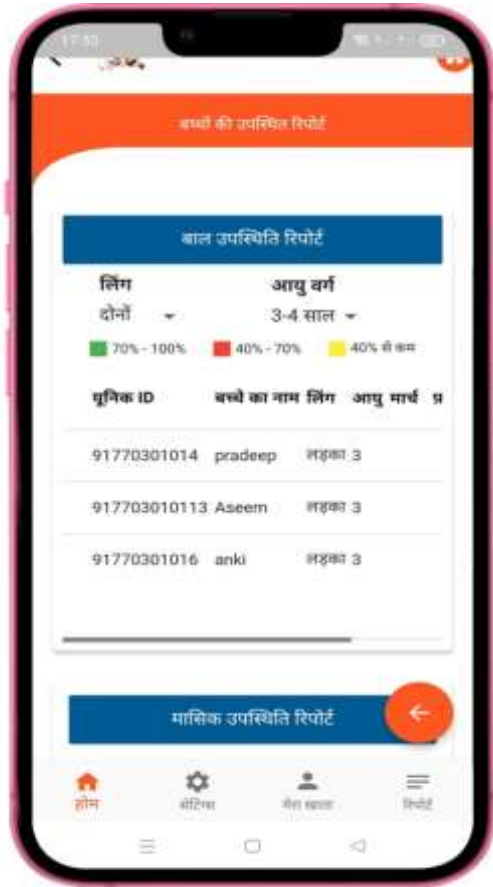 17:50
बच्चों की उपस्थित रिपोर्ट
बाल उपस्थिति रिपोर्ट
लिंग आयु वर्ग
दोनों 3-4 साल
70% - 100% 40% - 70% 40% से कम
यूनिक ID बच्चे का नाम लिंग आयु मार्च प्र
91770301014 pradeep लड़का 3
917703010113 Aseem लड़का 3
91770301016 anki लड़का 3
मासिक उपस्थिति रिपोर्ट
होम सेटिंग्स मेरा खाता रिपोर्ट